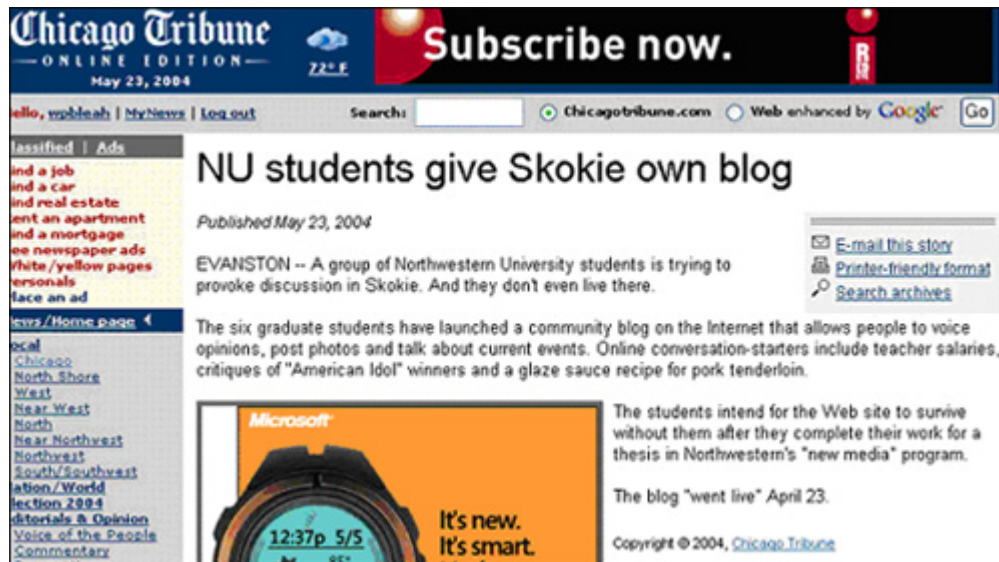 Chicago Tribune
ONLINE EDITION
May 23, 2004
72° F
Subscribe now.
ello, wpbleah | MyNews | Log out
Search:
Chicagotribune.com
Web enhanced by Google
Go
lassified | Ads
ind a job
ind a car
ind real estate
ent an apartment
ind a mortgage
ee newspaper ads
hite/yellow pages
ersonals
lace an ad
ews/Home page
ocal
Chicago
North Shore
West
Near West
North
Near Northwest
Northwest
South/Southwest
ation/World
lection 2004
ditorials & Opinion
Voice of the People
Commentary
NU students give Skokie own blog
Published May 23, 2004
E-mail this story
Printer-friendly format
Search archives
EVANSTON -- A group of Northwestern University students is trying to
provoke discussion in Skokie. And they don't even live there.
The six graduate students have launched a community blog on the Internet that allows people to voice
opinions, post photos and talk about current events. Online conversation-starters include teacher salaries,
critiques of "American Idol" winners and a glaze sauce recipe for pork tenderloin.
Microsoft
12:37p 5/5
85°
It's new.
It's smart.
The students intend for the Web site to survive
without them after they complete their work for a
thesis in Northwestern's "new media" program.
The blog "went live" April 23.
Copyright © 2004, Chicago Tribune